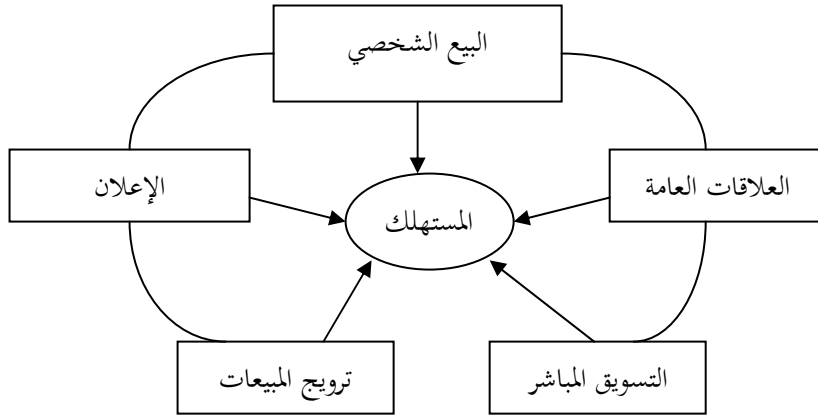 البيع الشخصي
العلاقات العامة
الإعلان
المستهلك
التسويق المباشر
ترويج المبيعات